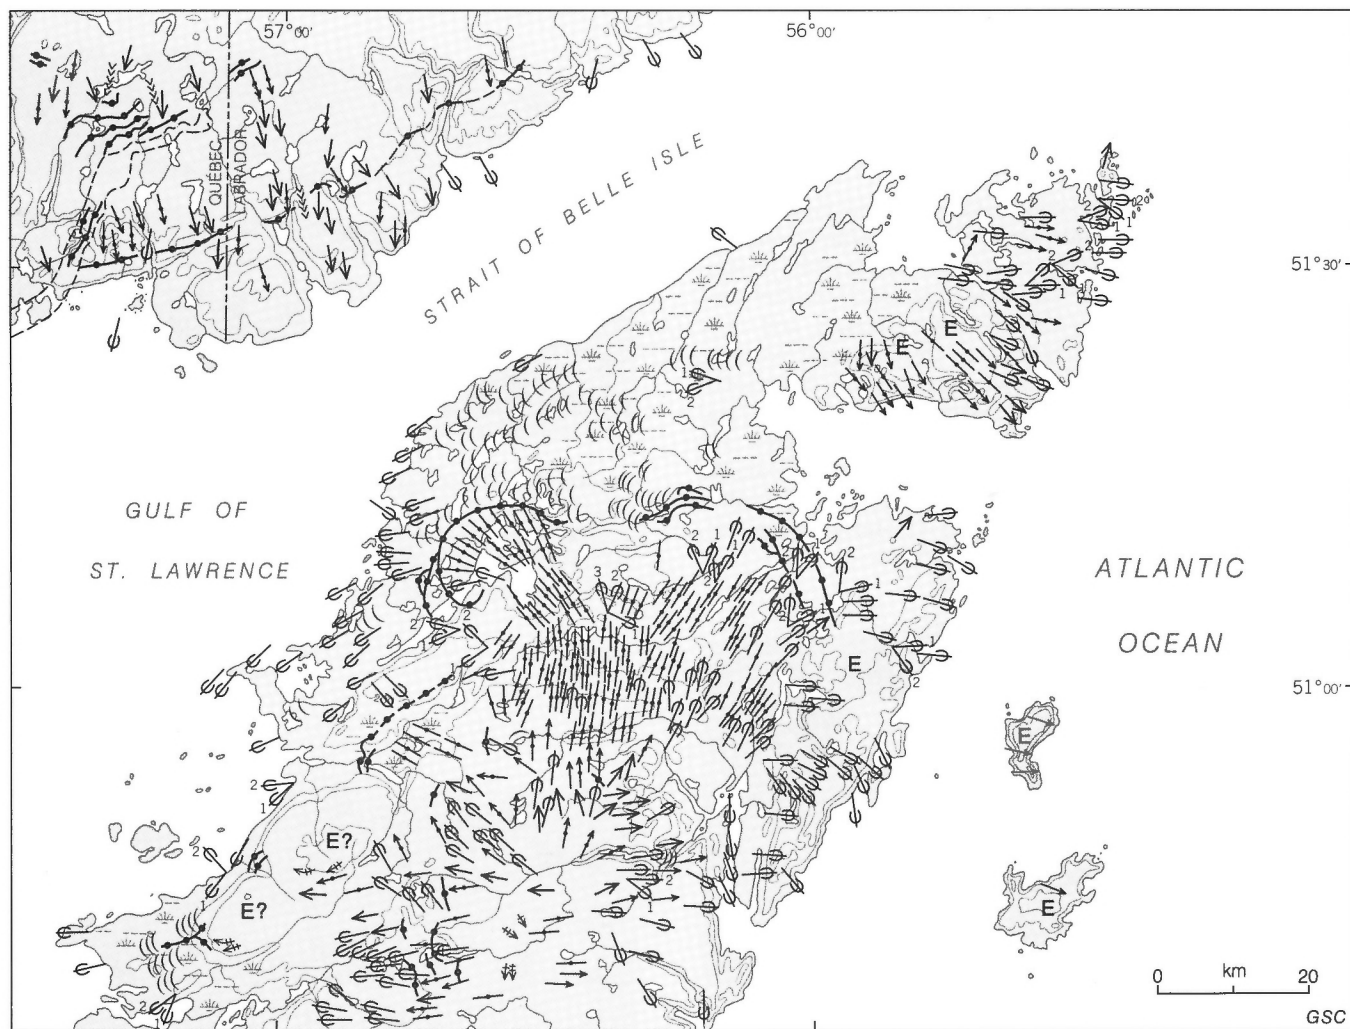 57°00′
56°00′
QUÉBEC
LABRADOR
STRAIT OF BELLE ISLE
51°30′
E
E
GULF OF
ST. LAWRENCE
ATLANTIC
OCEAN
E
51°00′
E
E?
E?
E
0 km 20
GSC